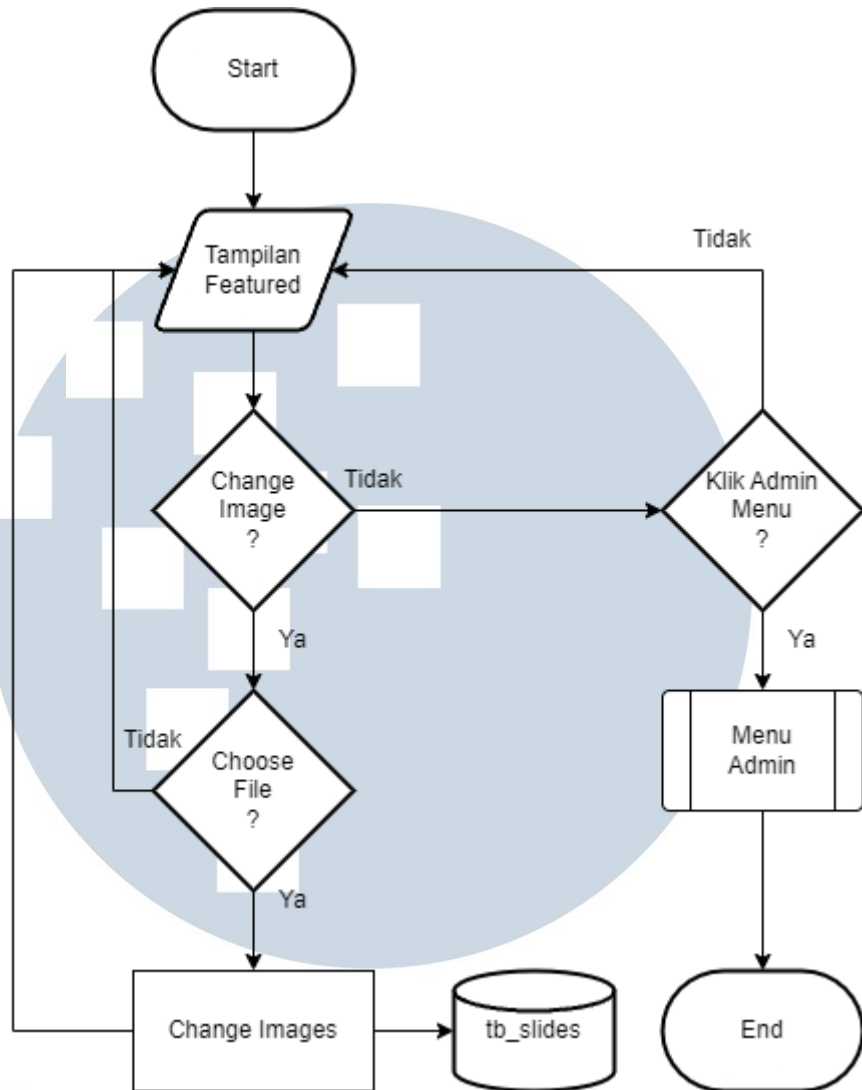 Start
Tampilan
Featured
Tidak
Change
Image
?
Tidak
Klik Admin
Menu
?
Ya
Ya
Tidak
Choose
File
?
Menu
Admin
Ya
Change Images
tb_slides
End